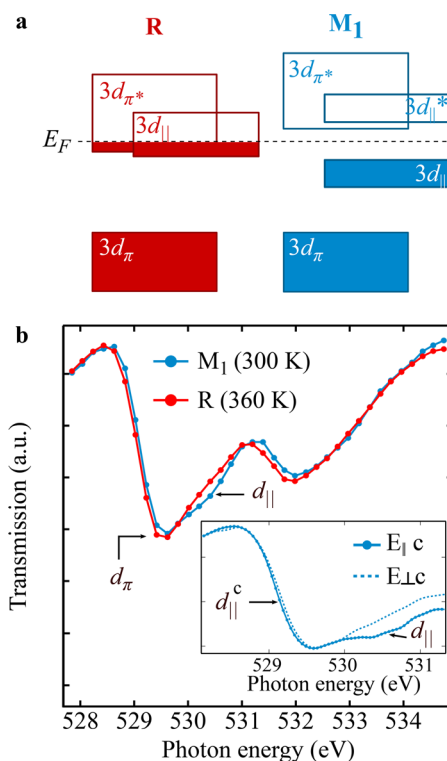 a
R
M1
3dπ*
3d||
EF
3dπ
3dπ*
3d||*
3d||
3dπ
b
M1 (300 K)
R (360 K)
d||
dπ
Transmission (a.u.)
E|| c
E⊥c
d||c
d||
529
530
531
Photon energy (eV)
528
529
530
531
532
533
534
Photon energy (eV)